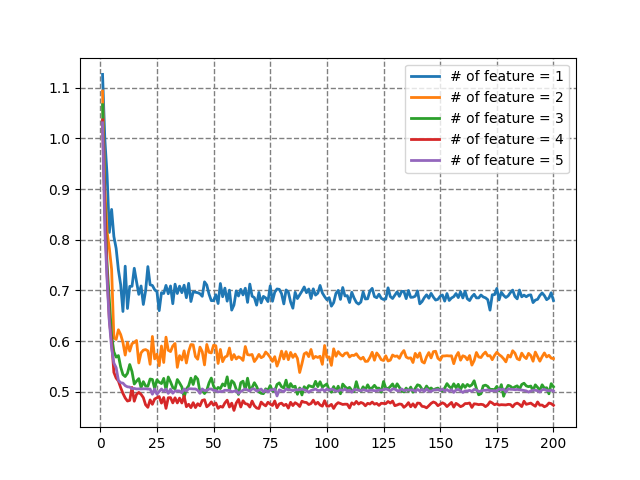 # of feature = 1
# of feature = 2
# of feature = 3
# of feature = 4
# of feature = 5
1.1
1.0
0.9
0.8
0.7
0.6
0.5
0 25 50 75 100 125 150 175 200